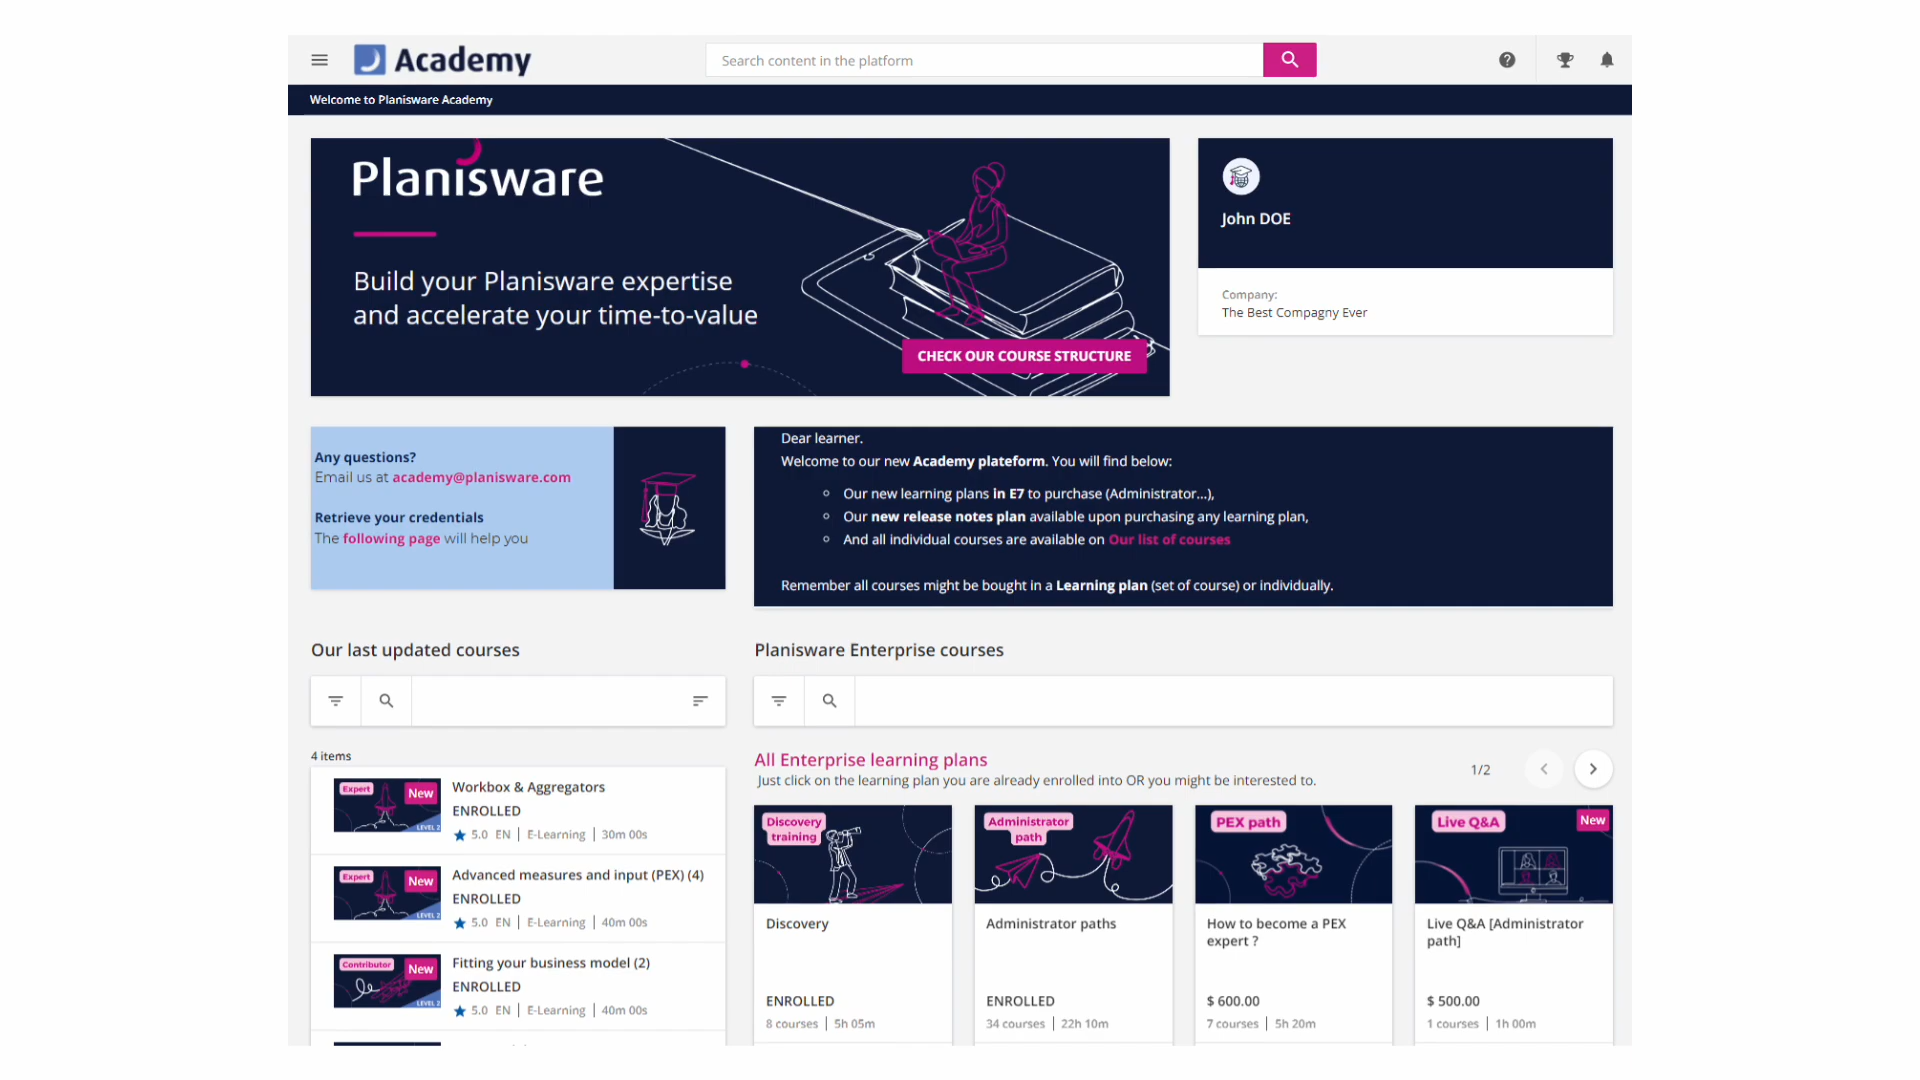 Academy
Search content in the platform
Welcome to Planisware Academy
Planisware
Build your Planisware expertise
and accelerate your time-to-value
CHECK OUR COURSE STRUCTURE
John DOE
Company:
The Best Compagny Ever
Any questions?
Email us at academy@planisware.com
Retrieve your credentials
The following page will help you
Dear learner.
Welcome to our new Academy plateform. You will find below:
Our new learning plans in E7 to purchase (Administrator...),
Our new release notes plan available upon purchasing any learning plan,
And all individual courses are available on Our list of courses
Remember all courses might be bought in a Learning plan (set of course) or individually.
Our last updated courses
4 items
Expert
New
LEVEL 2
Workbox & Aggregators
ENROLLED
5.0 EN | E-Learning | 30m 00s
Expert
New
LEVEL 2
Advanced measures and input (PEX) (4)
ENROLLED
5.0 EN | E-Learning | 40m 00s
Contributor
New
LEVEL 2
Fitting your business model (2)
ENROLLED
5.0 EN | E-Learning | 40m 00s
Planisware Enterprise courses
All Enterprise learning plans
Just click on the learning plan you are already enrolled into OR you might be interested to.
1/2
Discovery
training
Discovery
ENROLLED
8 courses | 5h 05m
Administrator
path
Administrator paths
ENROLLED
34 courses | 22h 10m
PEX path
How to become a PEX
expert ?
$ 600.00
7 courses | 5h 20m
Live Q&A
New
Live Q&A [Administrator
path]
$ 500.00
1 courses | 1h 00m